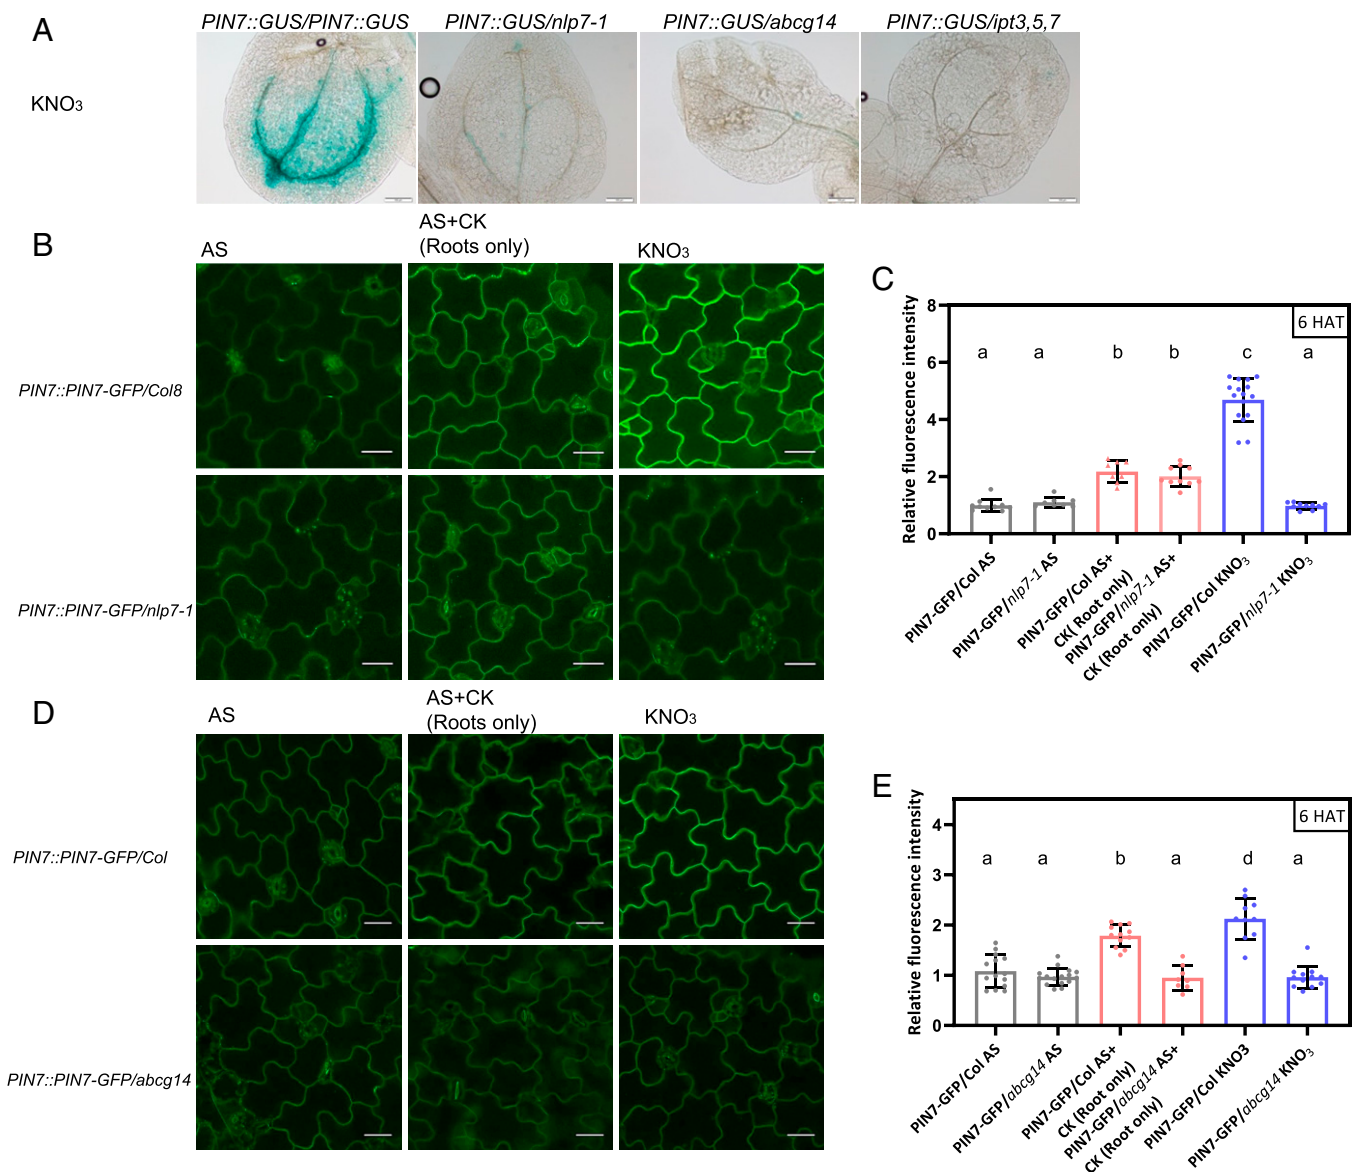 A
PIN7::GUS/PIN7::GUS
PIN7::GUS/nlp7-1
PIN7::GUS/abcg14
PIN7::GUS/ipt3,5,7
KNO3
B
AS
AS+CK
(Roots only)
KNO3
PIN7::PIN7-GFP/Col8
PIN7::PIN7-GFP/nlp7-1
C
Relative fluorescence intensity
8
6
4
2
0
6 HAT
a a b b c a
PIN7-GFP/Col AS
PIN7-GFP/nlp7-1 AS
PIN7-GFP/Col AS+
CK( Root only)
PIN7-GFP/nlp7-1 AS+
CK (Root only)
PIN7-GFP/Col KNO3
PIN7-GFP/nlp7-1 KNO3
D
AS
AS+CK
(Roots only)
KNO3
PIN7::PIN7-GFP/Col
PIN7::PIN7-GFP/abcg14
E
Relative fluorescence intensity
4
3
2
1
0
6 HAT
a a b a d a
PIN7-GFP/Col AS
PIN7-GFP/abcg14 AS
PIN7-GFP/Col AS+
CK (Root only)
PIN7-GFP/abcg14 AS+
CK (Root only)
PIN7-GFP/Col KNO3
PIN7-GFP/abcg14 KNO3